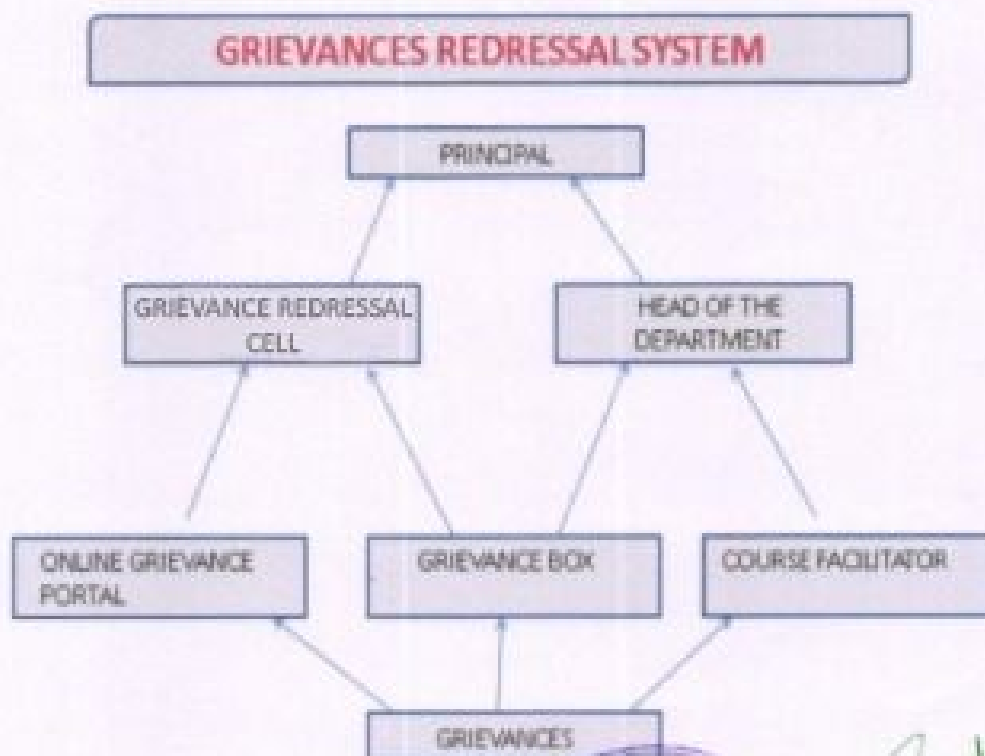 GRIEVANCES REDRESSAL SYSTEM
PRINCIPAL
GRIEVANCE REDRESSAL
CELL
HEAD OF THE
DEPARTMENT
ONLINE GRIEVANCE
PORTAL
GRIEVANCE BOX
COURSE FACILITATOR
GRIEVANCES